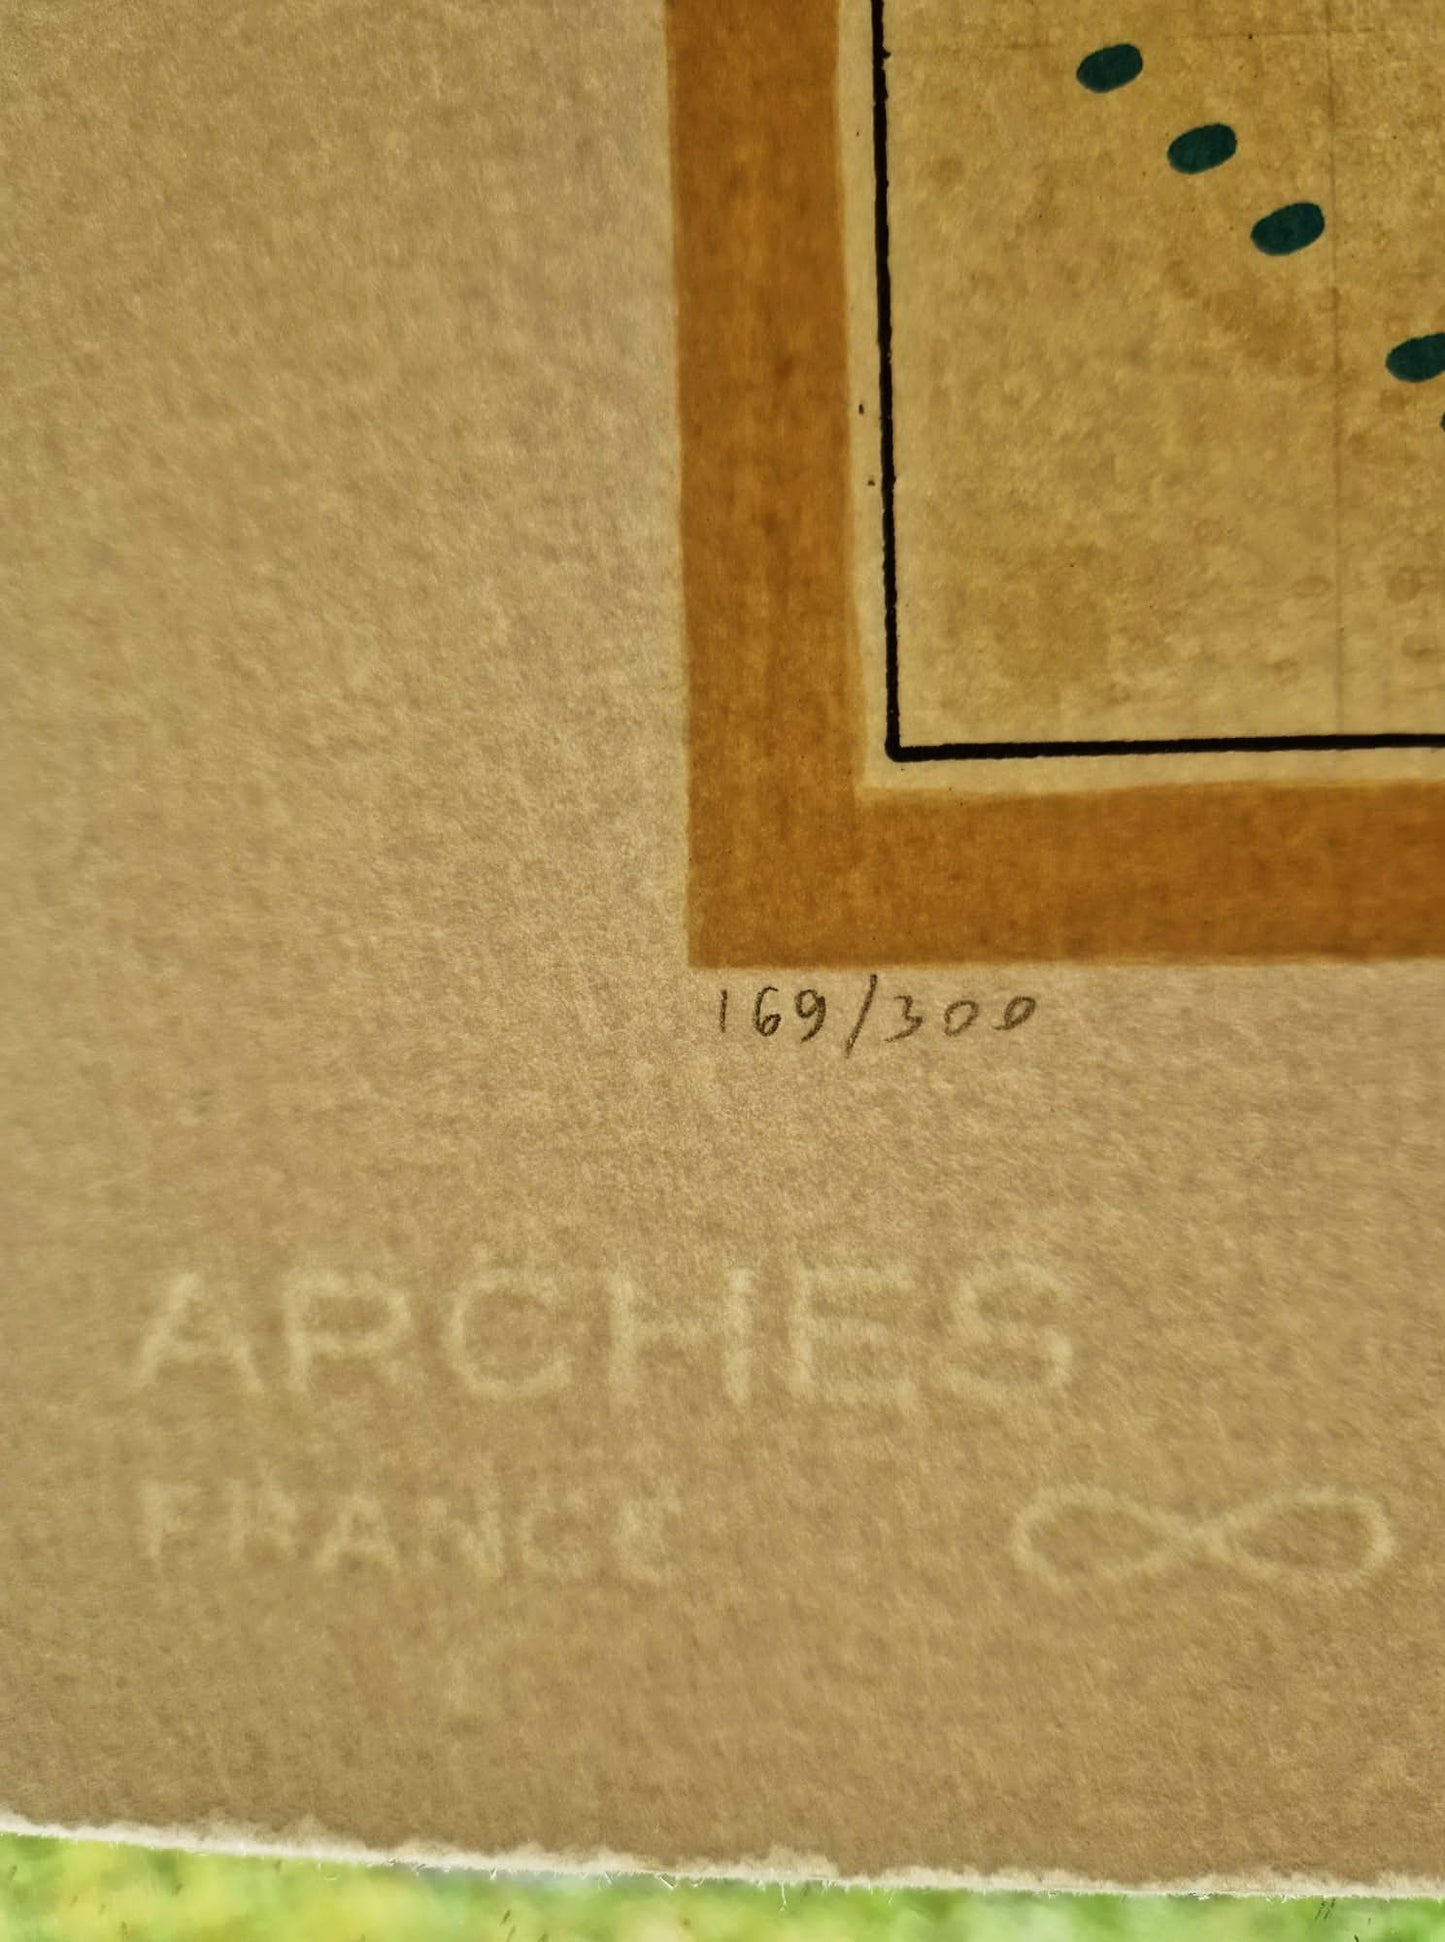 169/300
ARCHES
FRANCE ∞